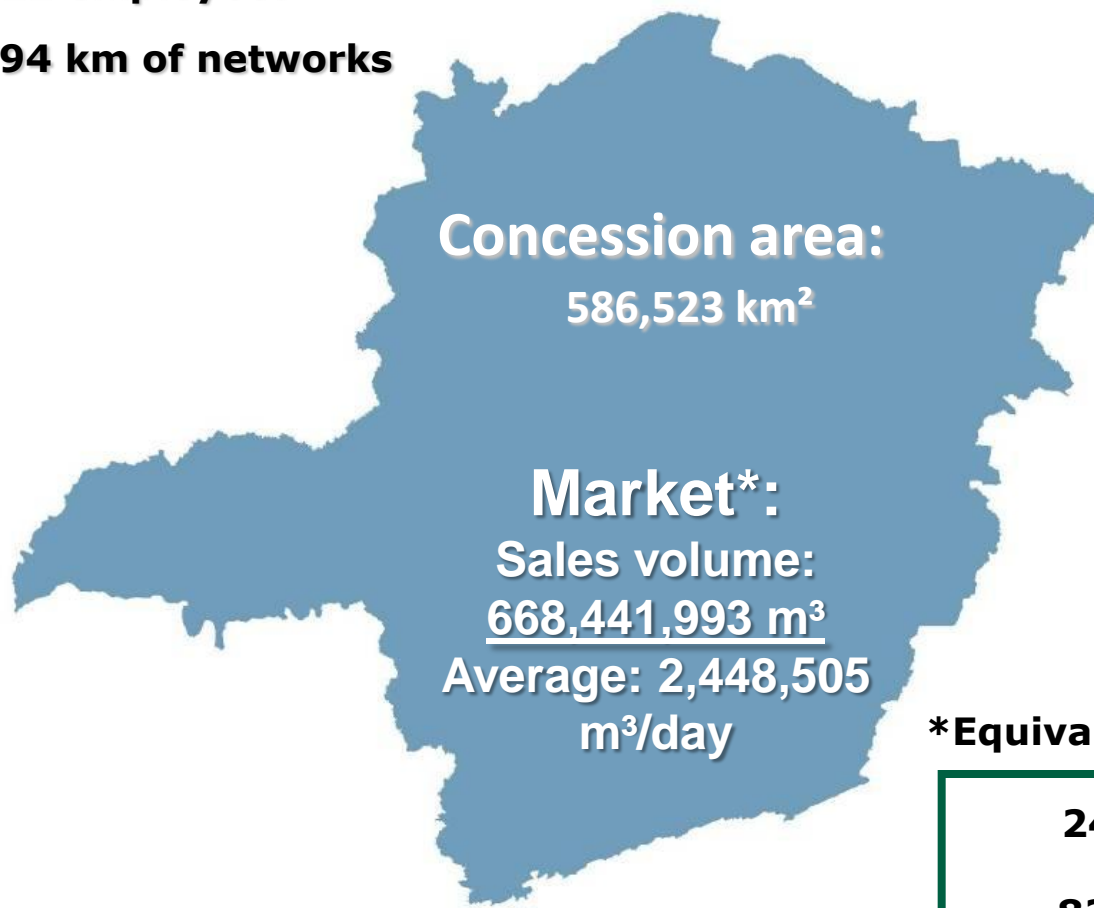 94 km of networks
Concession area:
586,523 km²
Market*:
Sales volume:
668,441,993 m³
Average: 2,448,505
m³/day